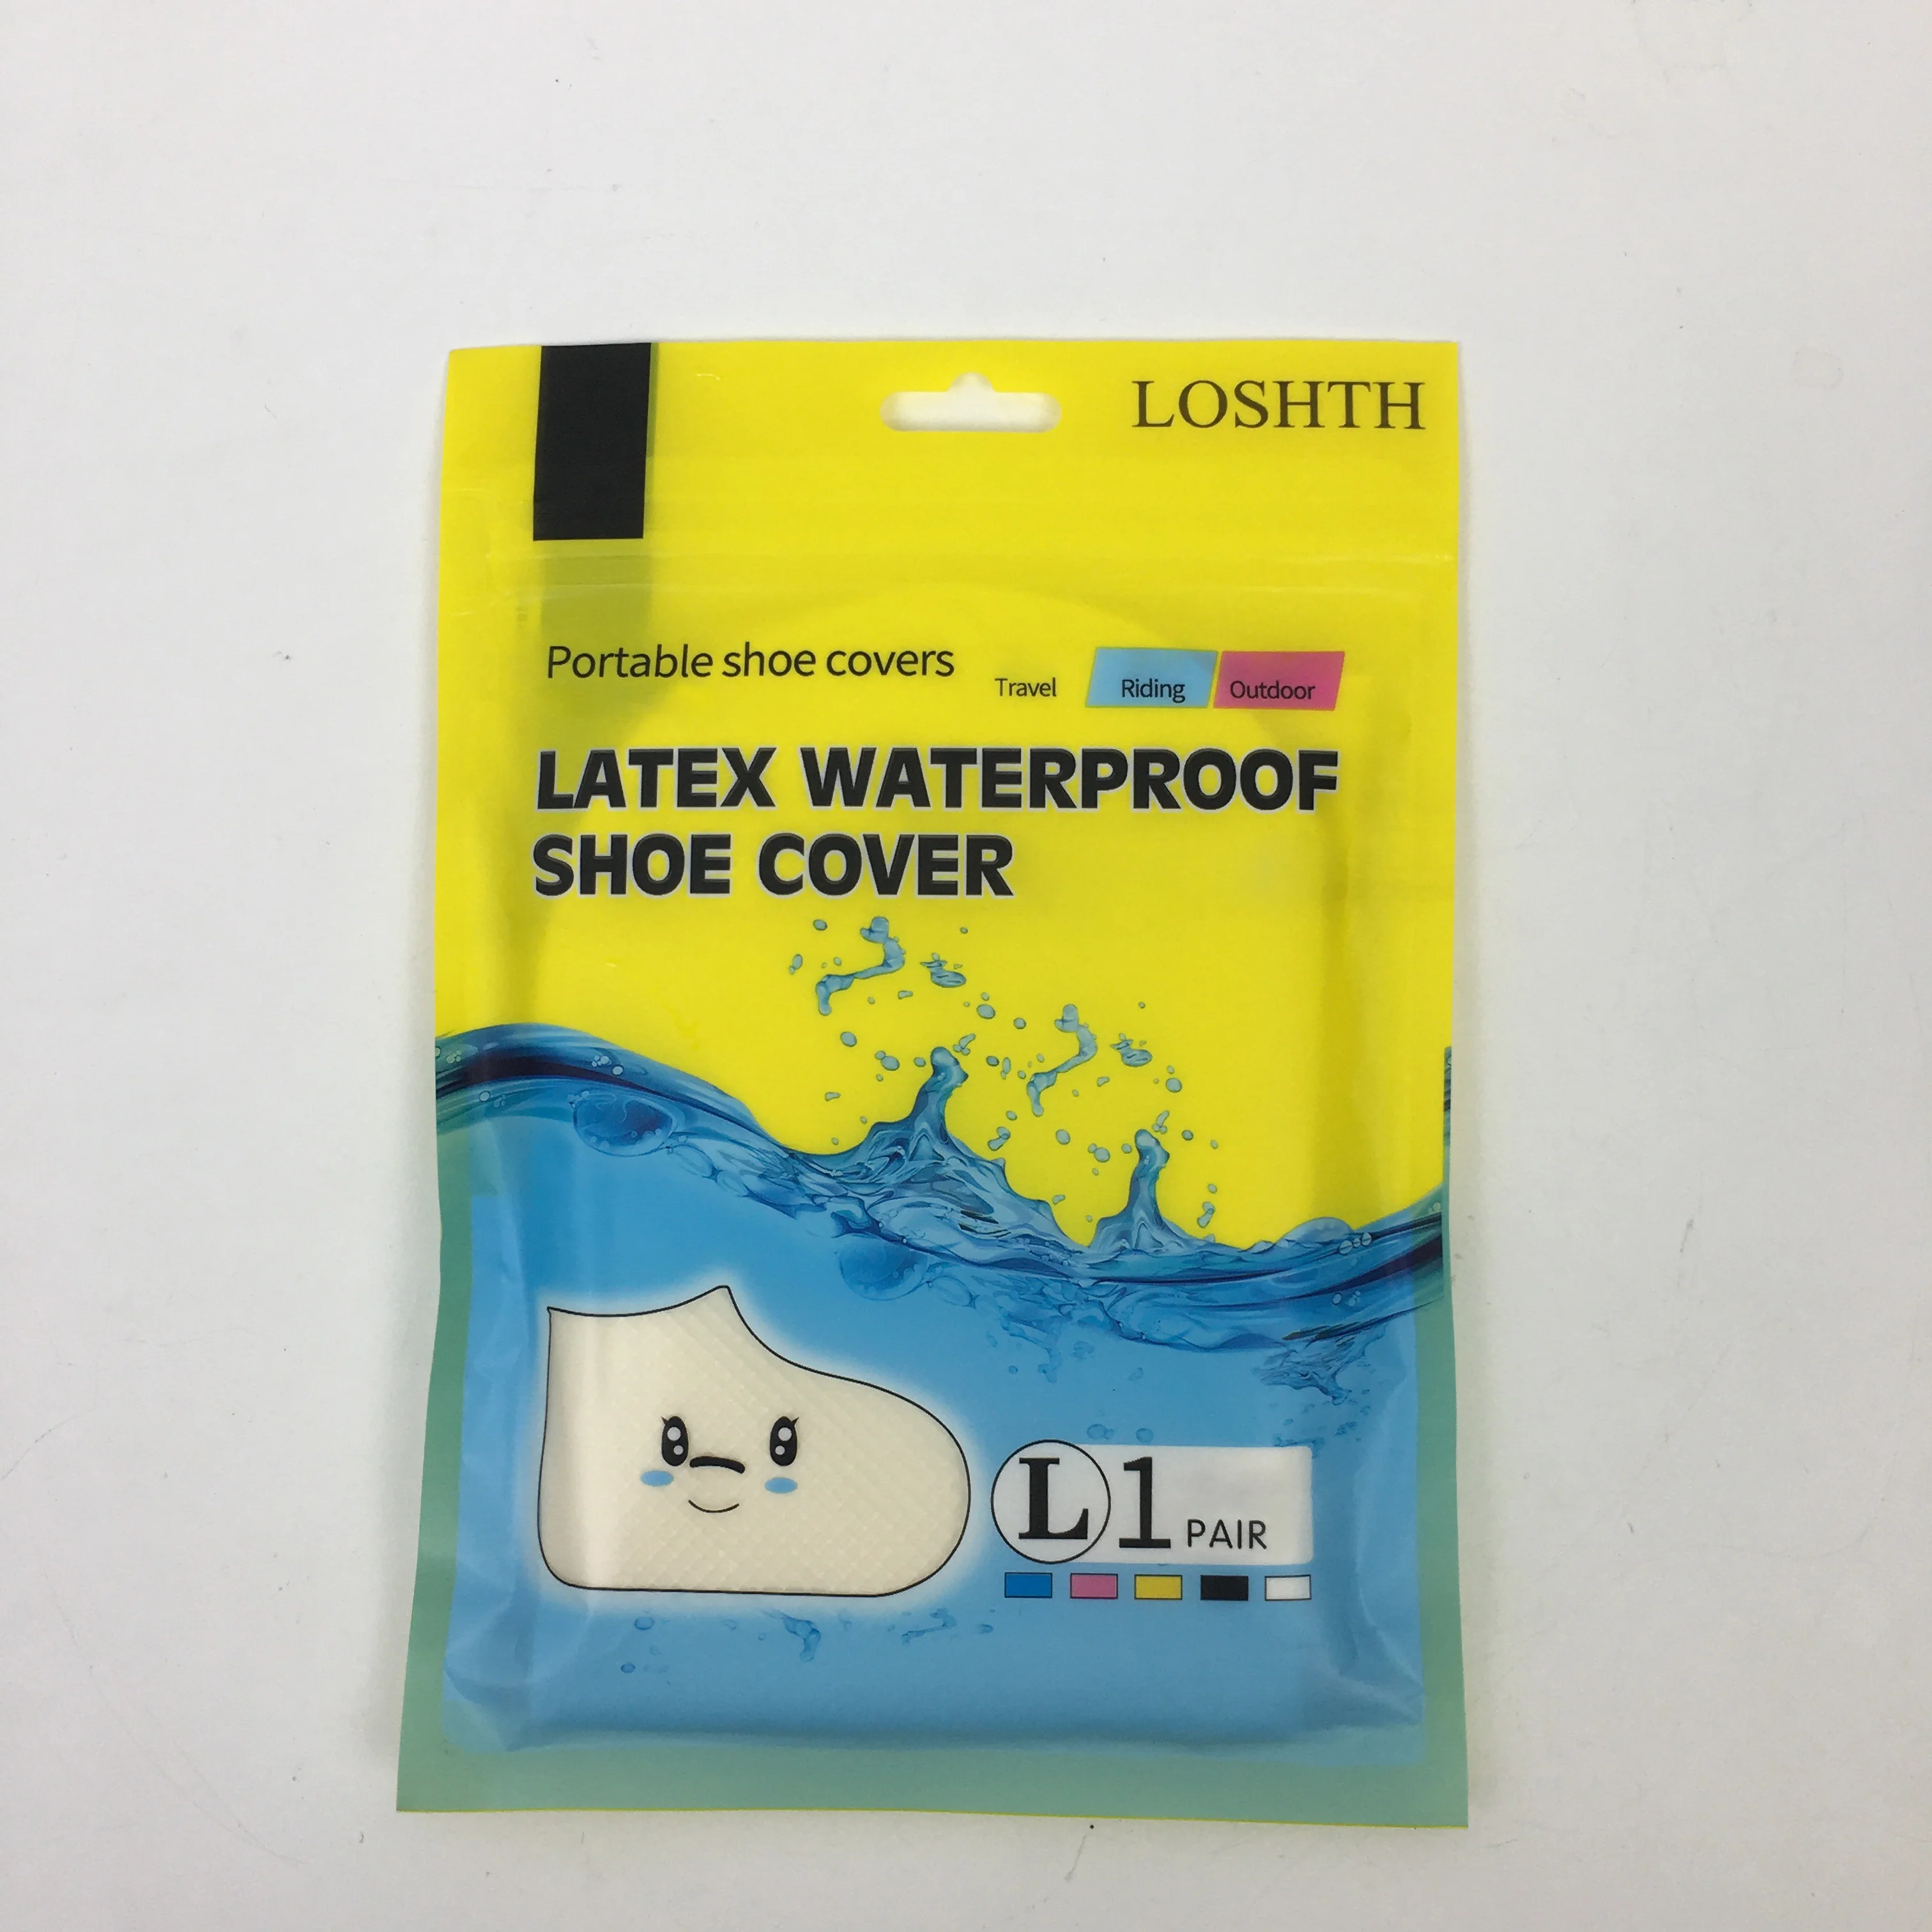 LOSHTH
Portable shoe covers
Travel Riding Outdoor
LATEX WATERPROOF
SHOE COVER
L 1 PAIR